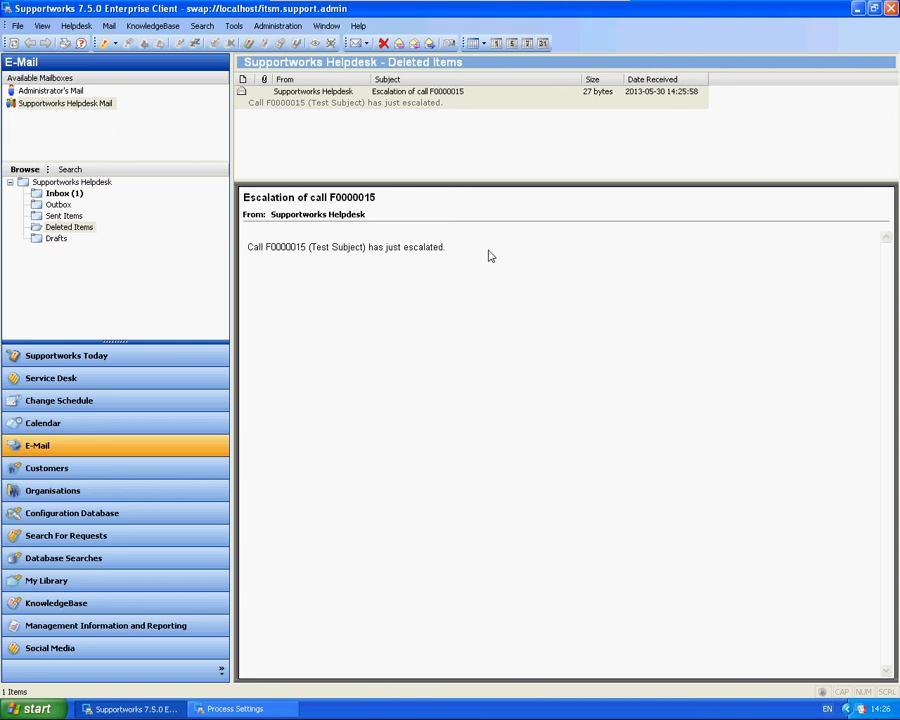 Supportworks 7.5.0 Enterprise Client - swap://localhost/itsm.support.admin
File View Helpdesk Mail KnowledgeBase Search Tools Administration Window Help
E-Mail
Available Mailboxes
Administrator's Mail
Supportworks Helpdesk Mail
Browse Search
Supportworks Helpdesk
Inbox (1)
Outbox
Sent Items
Deleted Items
Drafts
Supportworks Today
Service Desk
Change Schedule
Calendar
E-Mail
Customers
Organisations
Configuration Database
Search For Requests
Database Searches
My Library
KnowledgeBase
Management Information and Reporting
Social Media
»
Supportworks Helpdesk - Deleted Items
From Subject Size Date Received
Supportworks Helpdesk Escalation of call F0000015 27 bytes 2013-05-30 14:25:58
Call F0000015 (Test Subject) has just escalated.
Escalation of call F0000015
From: Supportworks Helpdesk
Call F0000015 (Test Subject) has just escalated.
1 Items
CAP NUM SCRL
start Supportworks 7.5.0 E... Process Settings EN 14:26